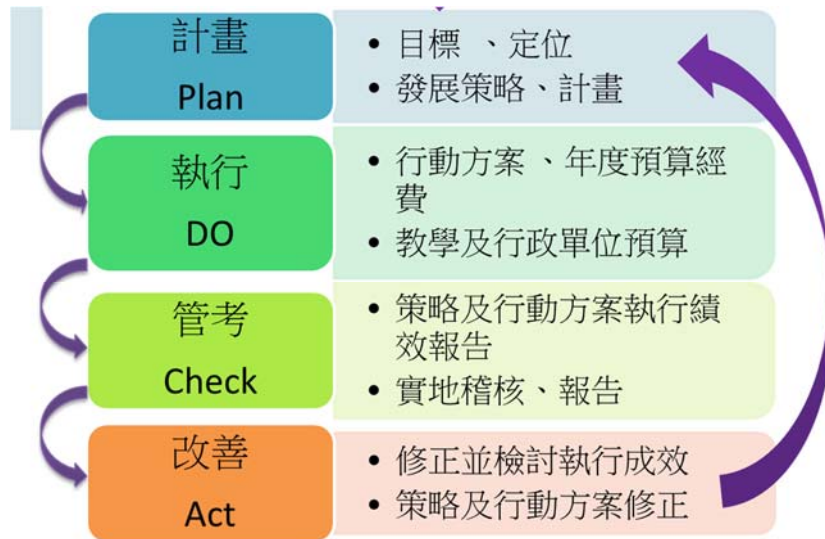 計畫
Plan
• 目標 、定位
• 發展策略、計畫
執行
DO
• 行動方案 、年度預算經
費
• 教學及行政單位預算
管考
Check
• 策略及行動方案執行績
效報告
• 實地稽核、報告
改善
Act
• 修正並檢討執行成效
• 策略及行動方案修正